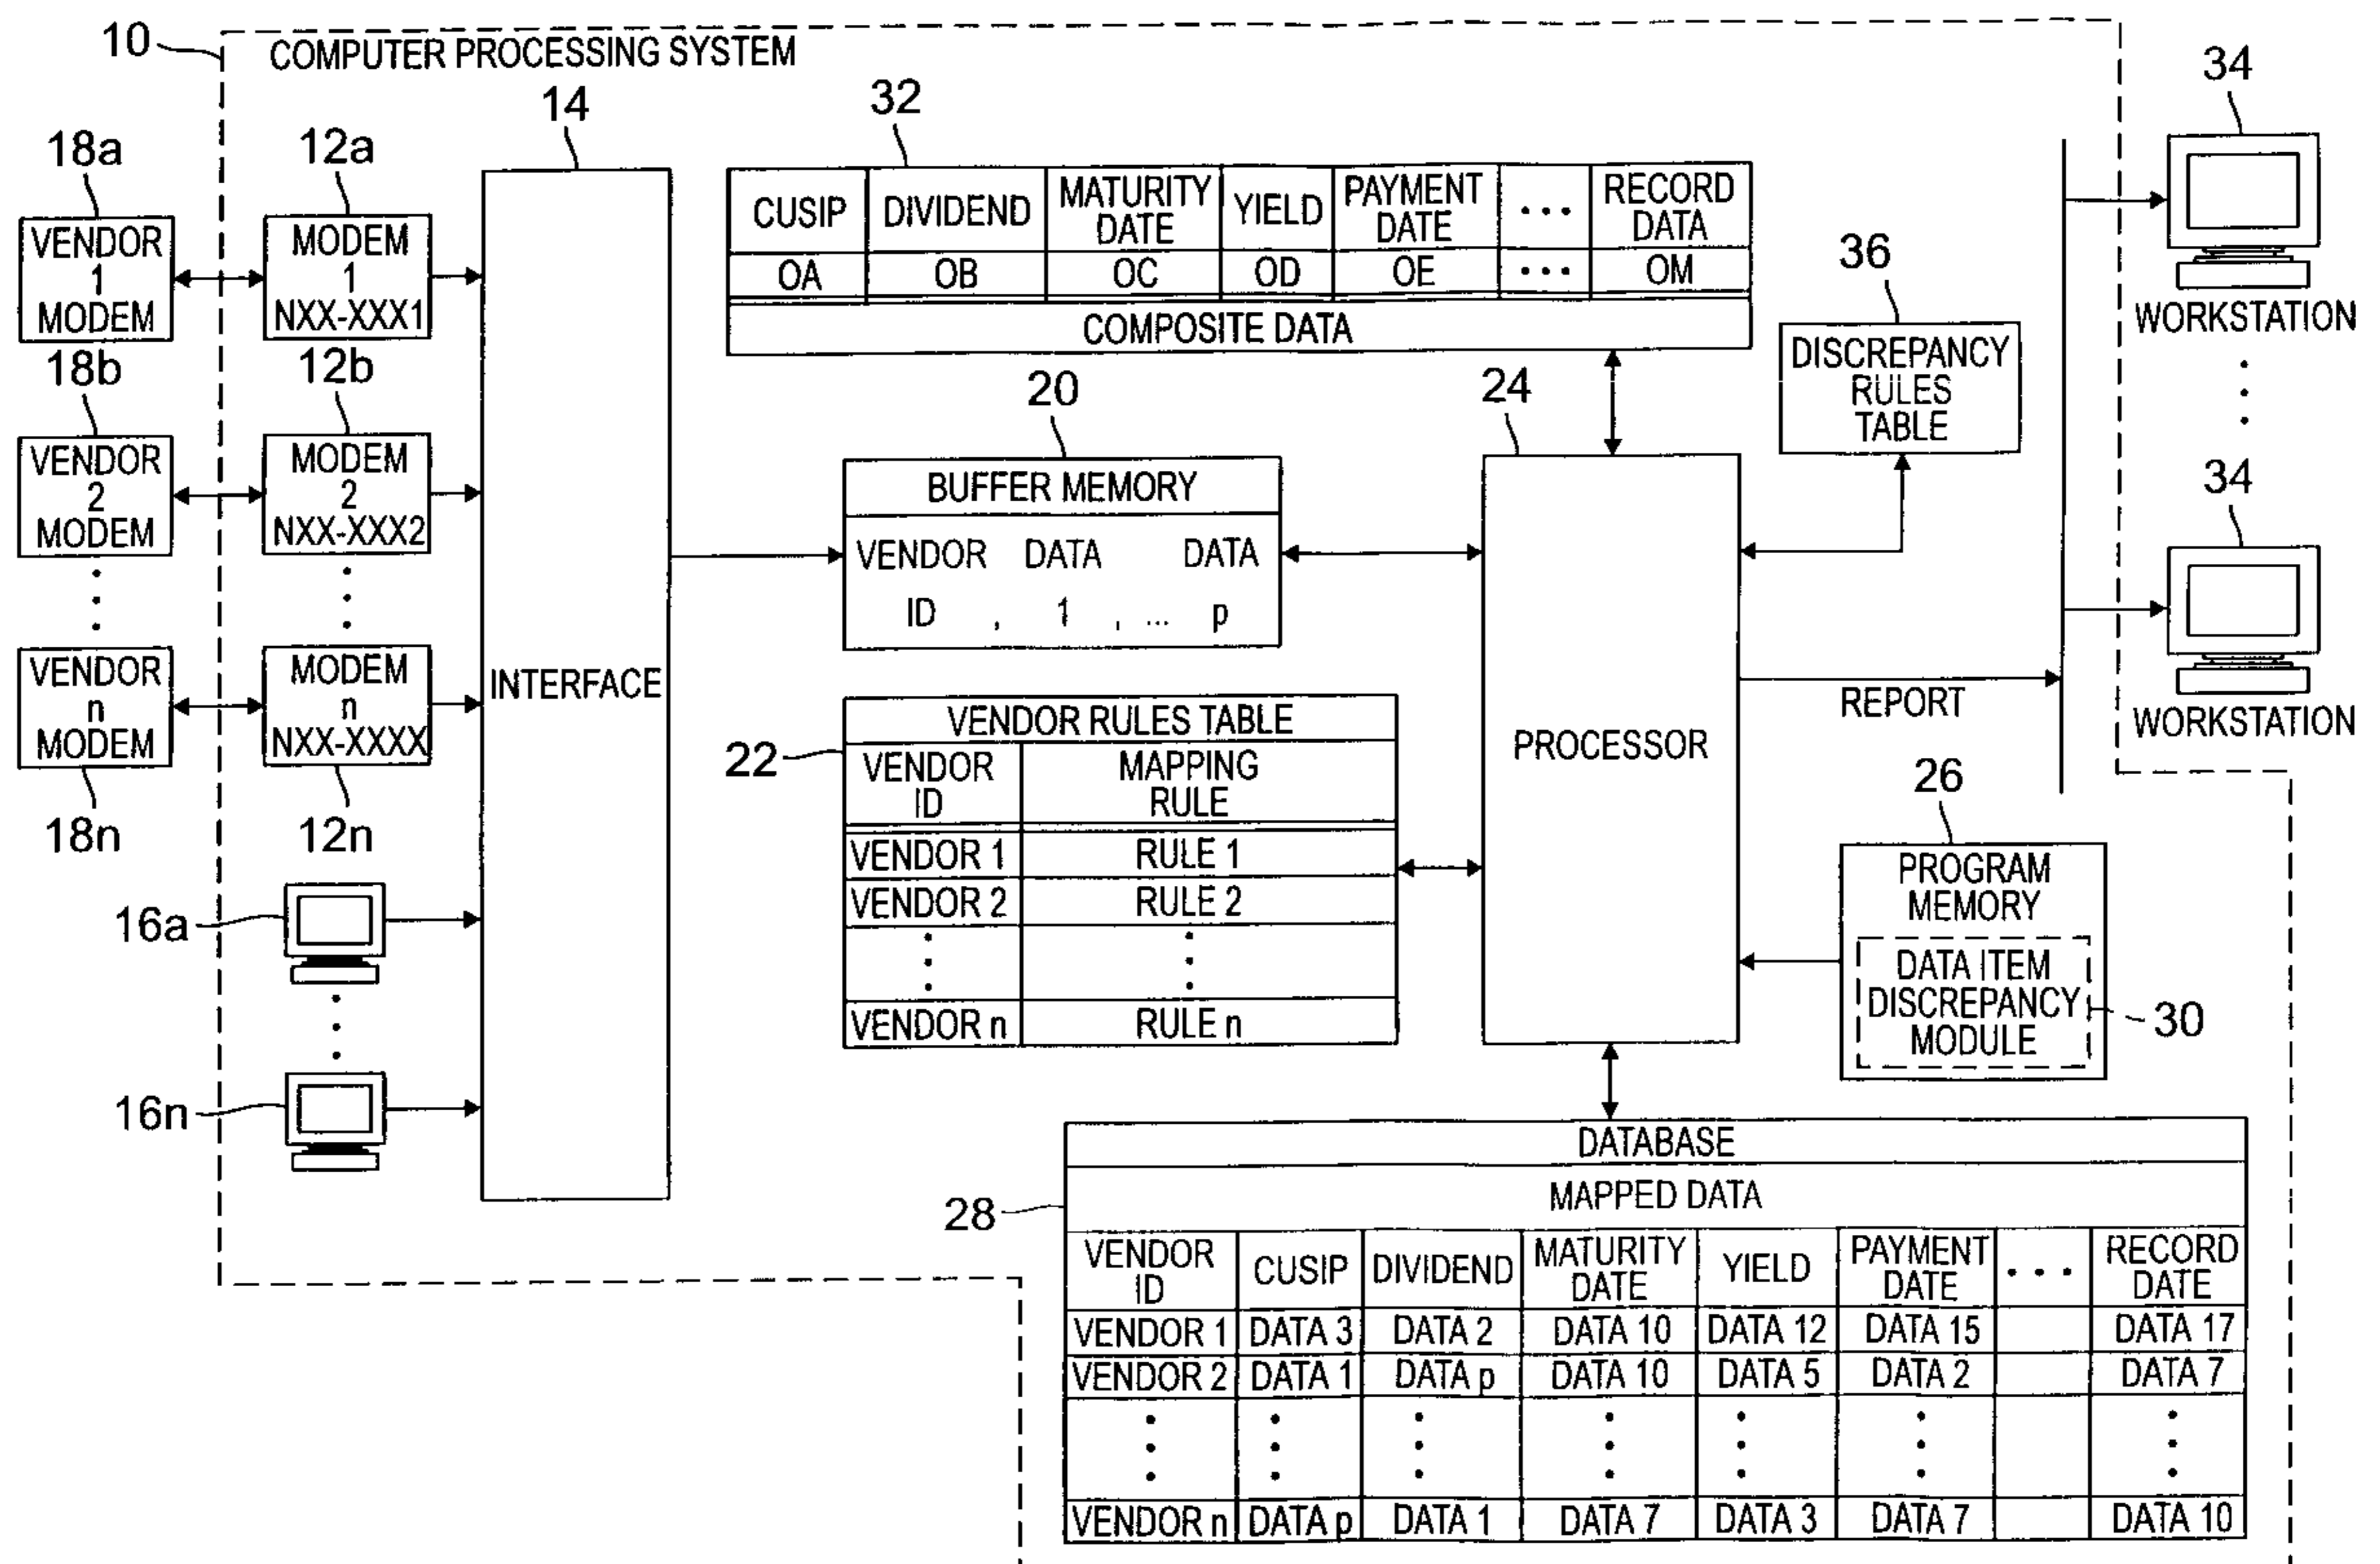 10
COMPUTER PROCESSING SYSTEM
34
14
32
18a
12a
VENDOR
1
MODEM
MODEM
1
NXX-XXX1
CUSIP DIVIDEND MATURITY DATE YIELD PAYMENT DATE ... RECORD DATA
OA OB OC OD OE ... OM
COMPOSITE DATA
WORKSTATION
36
DISCREPANCY
RULES
TABLE
18b
12b
VENDOR
2
MODEM
MODEM
2
NXX-XXX2
20
BUFFER MEMORY
VENDOR DATA DATA
ID , 1 , ... p
24
34
WORKSTATION
VENDOR
n
MODEM
MODEM
n
NXX-XXXX
18n
12n
INTERFACE
PROCESSOR
REPORT
22
VENDOR RULES TABLE
VENDOR ID MAPPING RULE
VENDOR 1 RULE 1
VENDOR 2 RULE 2
VENDOR n RULE n
26
PROGRAM
MEMORY
DATA ITEM
DISCREPANCY
MODULE
30
16a
16n
28
DATABASE
MAPPED DATA
VENDOR ID CUSIP DIVIDEND MATURITY DATE YIELD PAYMENT DATE ... RECORD DATE
VENDOR 1 DATA 3 DATA 2 DATA 10 DATA 12 DATA 15 DATA 17
VENDOR 2 DATA 1 DATA p DATA 10 DATA 5 DATA 2 DATA 7
VENDOR n DATA p DATA 1 DATA 7 DATA 3 DATA 7 DATA 10